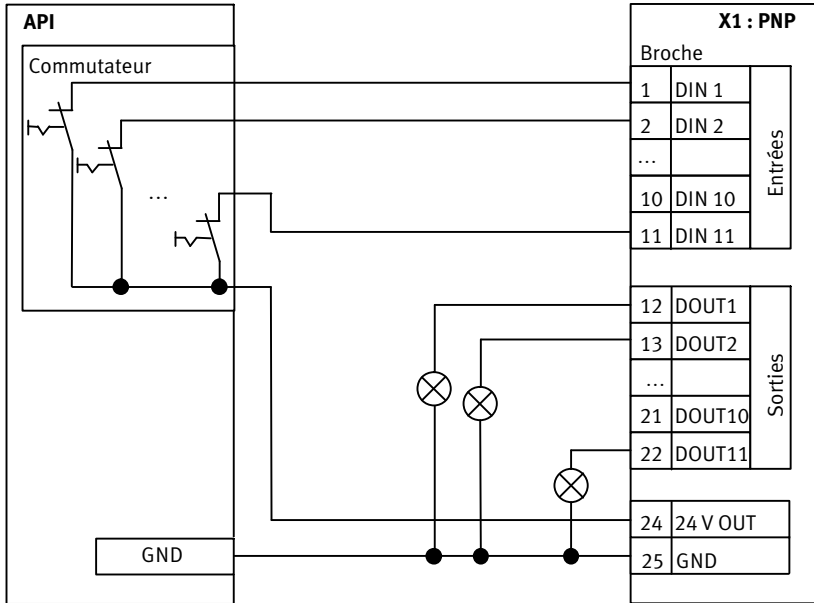 API
X1 : PNP
Commutateur
Broche
1 DIN 1
2 DIN 2
...
10 DIN 10
11 DIN 11
Entrées
...
12 DOUT1
13 DOUT2
...
21 DOUT10
22 DOUT11
Sorties
24 24 V OUT
GND
25 GND